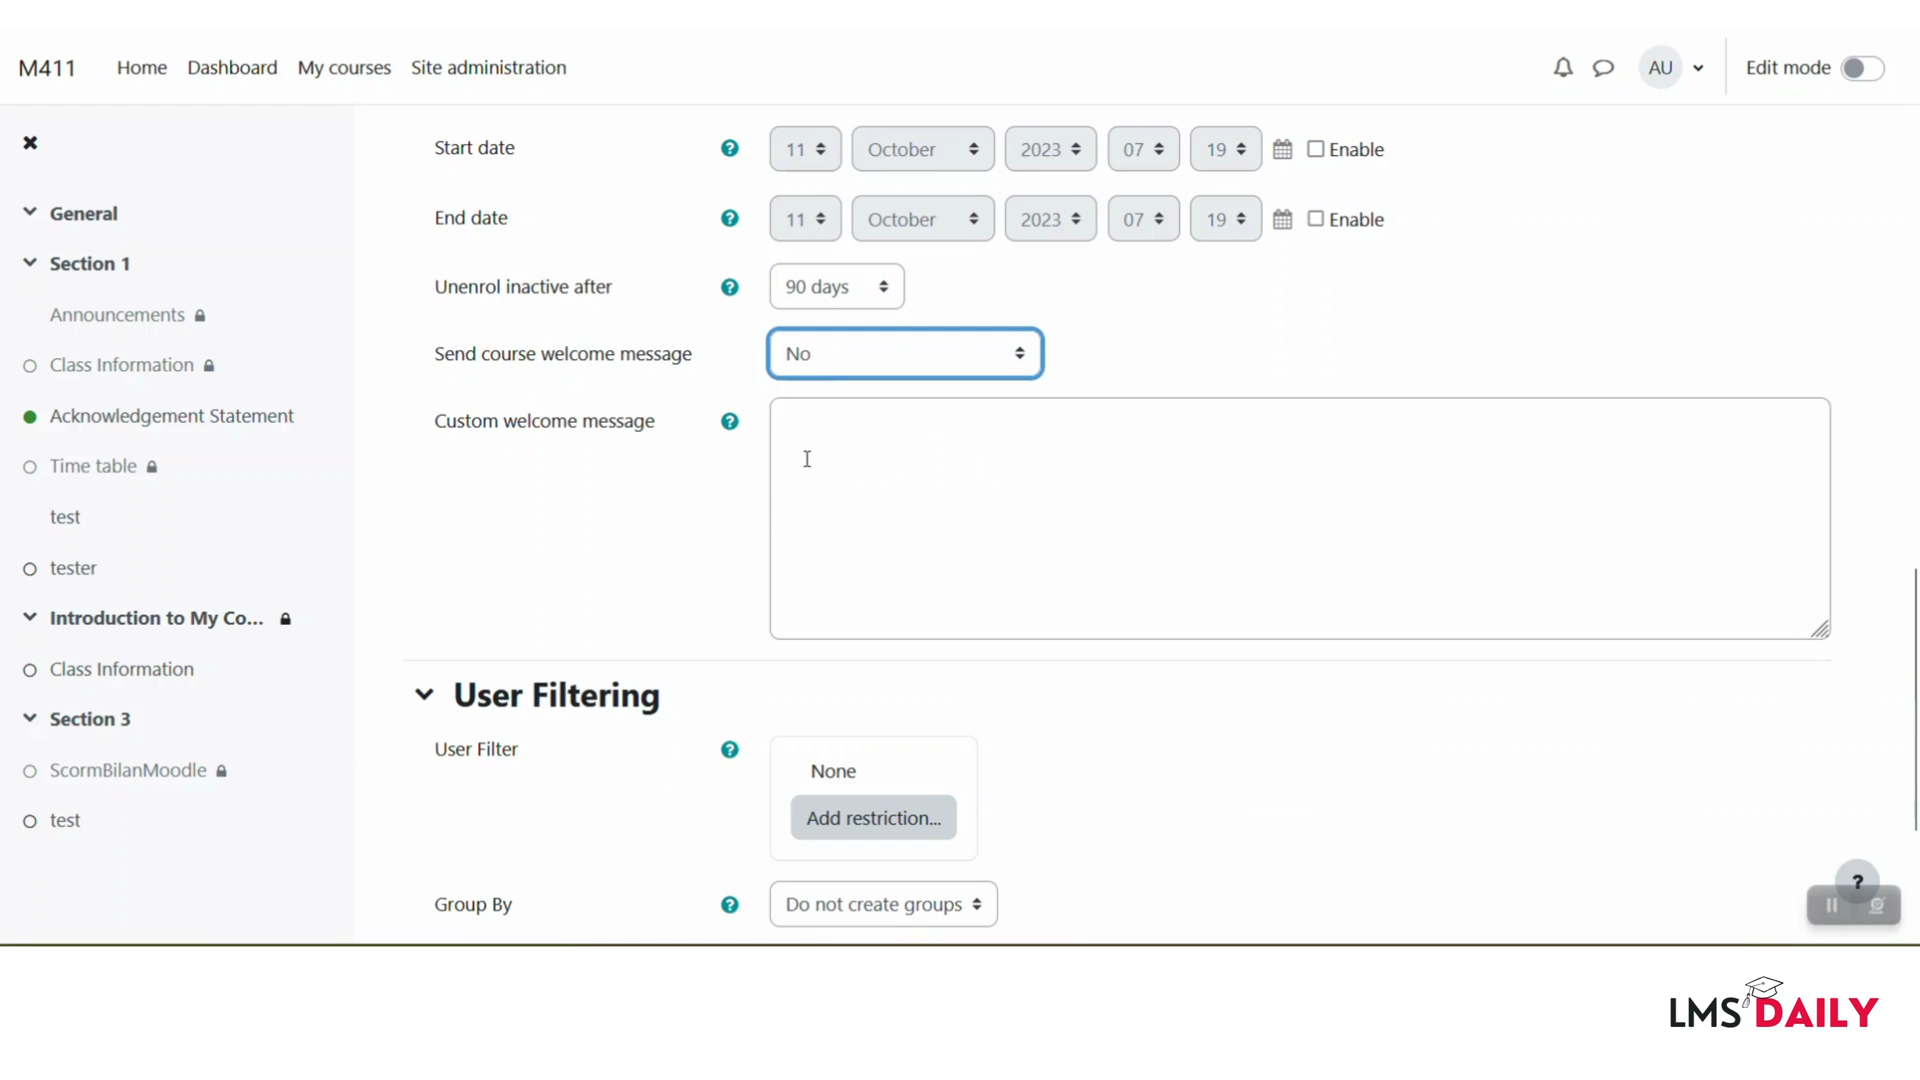 M411 Home Dashboard My courses Site administration AU Edit mode
General
Section 1
Announcements
Class Information
Acknowledgement Statement
Time table
test
tester
Introduction to My Co...
Class Information
Section 3
ScormBilanMoodle
test
Start date ? 11 October 2023 07 19 Enable
End date ? 11 October 2023 07 19 Enable
Unenrol inactive after ? 90 days
Send course welcome message No
Custom welcome message ?
User Filtering
User Filter ? None
Add restriction...
Group By ? Do not create groups
?
LMS DAILY